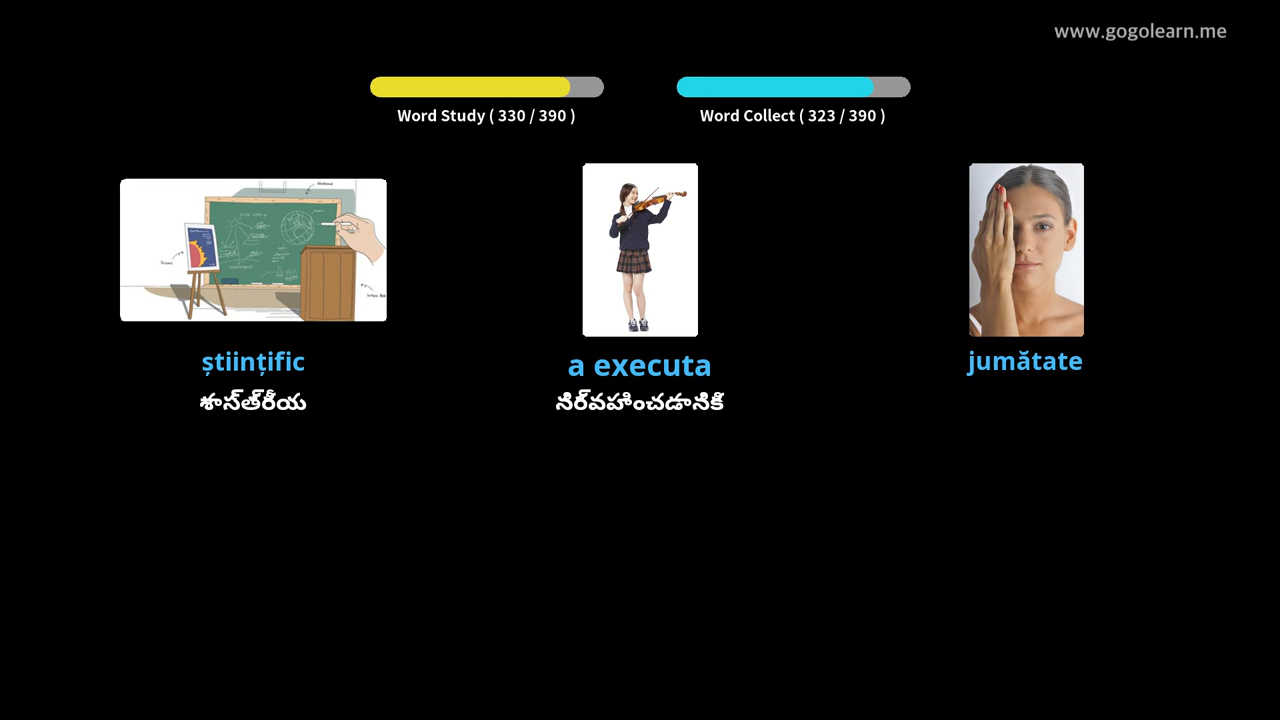 www.gogolearn.me
Word Study ( 330 / 390 )
Word Collect ( 323 / 390 )
științific
a executa
jumătate
శాస్త్రీయ
నిర్వహించడానికి